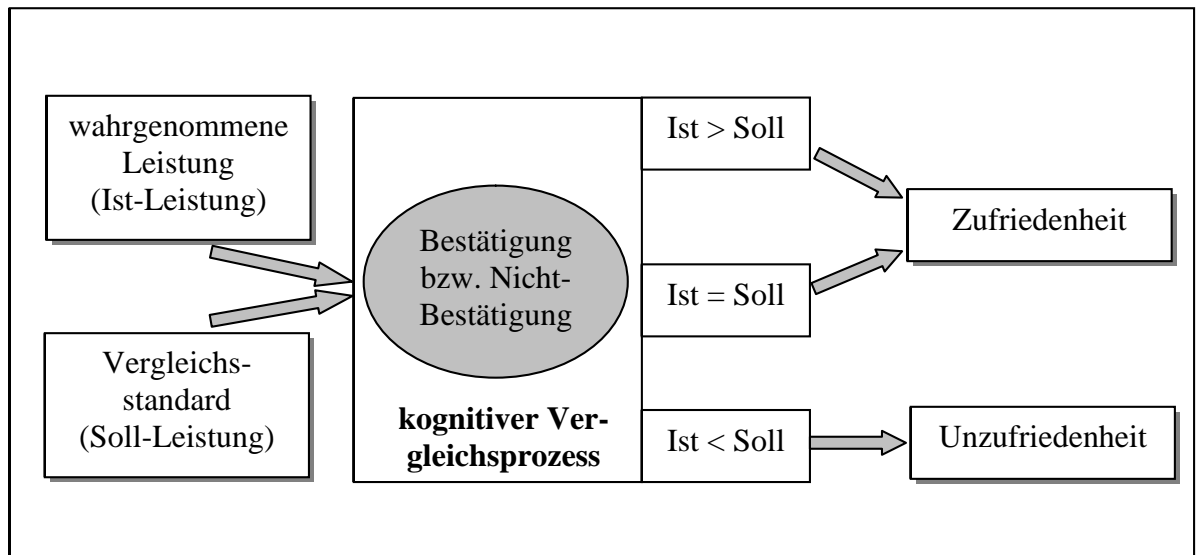 wahrgenommene
Leistung
(Ist-Leistung)
Vergleichs-
standard
(Soll-Leistung)
Bestätigung
bzw. Nicht-
Bestätigung
kognitiver Ver-
gleichsprozess
Ist > Soll
Ist = Soll
Ist < Soll
Zufriedenheit
Unzufriedenheit